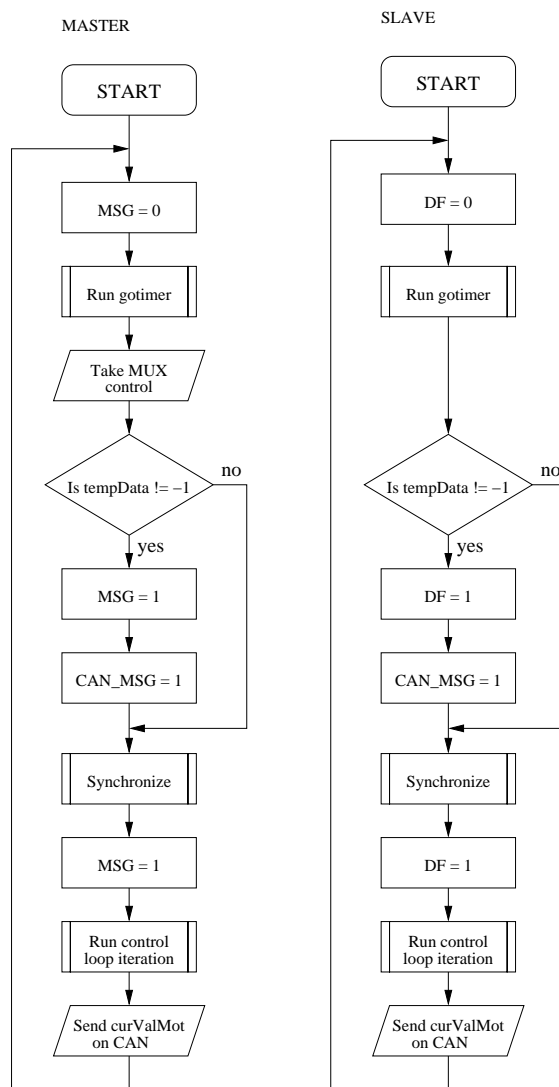 MASTER
START
MSG = 0
Run gotimer
Take MUX
control
Is tempData != −1
no
yes
MSG = 1
CAN_MSG = 1
Synchronize
MSG = 1
Run control
loop iteration
Send curValMot
on CAN
SLAVE
START
DF = 0
Run gotimer
Is tempData != −1
no
yes
DF = 1
CAN_MSG = 1
Synchronize
DF = 1
Run control
loop iteration
Send curValMot
on CAN